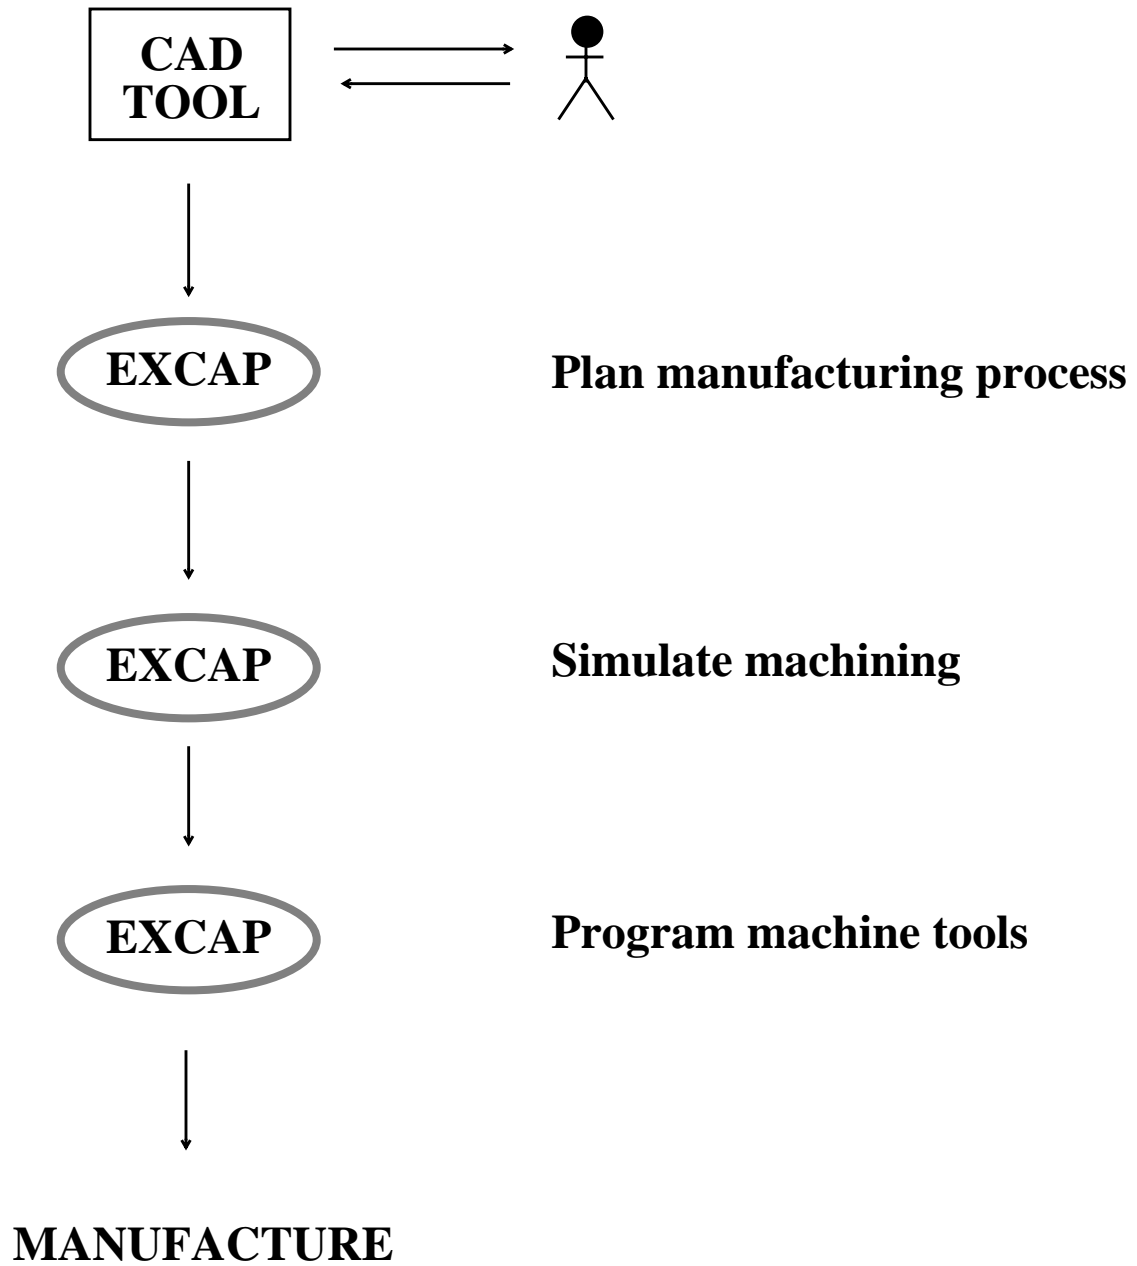 CAD
TOOL
EXCAP
Plan manufacturing process
EXCAP
Simulate machining
EXCAP
Program machine tools
MANUFACTURE